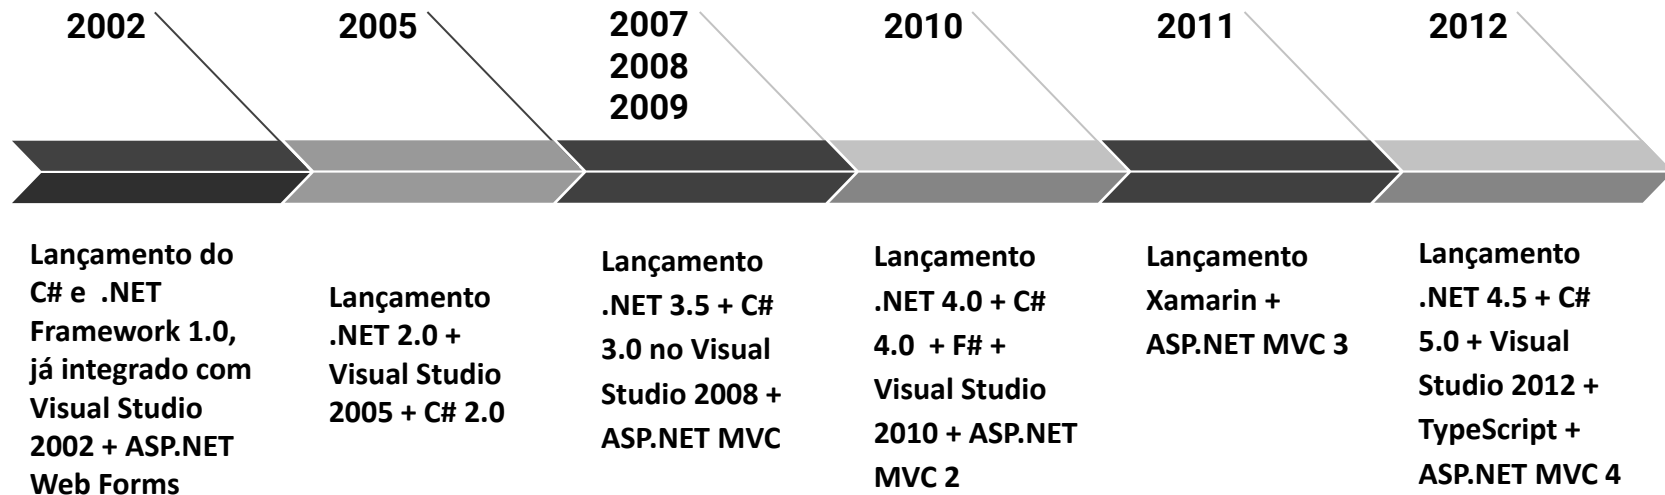 2002
Lançamento do
C# e .NET
Framework 1.0,
já integrado com
Visual Studio
2002 + ASP.NET
Web Forms
2005
Lançamento
.NET 2.0 +
Visual Studio
2005 + C# 2.0
2007
2008
2009
Lançamento
.NET 3.5 + C#
3.0 no Visual
Studio 2008 +
ASP.NET MVC
2010
Lançamento
.NET 4.0 + C#
4.0 + F# +
Visual Studio
2010 + ASP.NET
MVC 2
2011
Lançamento
Xamarin +
ASP.NET MVC 3
2012
Lançamento
.NET 4.5 + C#
5.0 + Visual
Studio 2012 +
TypeScript +
ASP.NET MVC 4